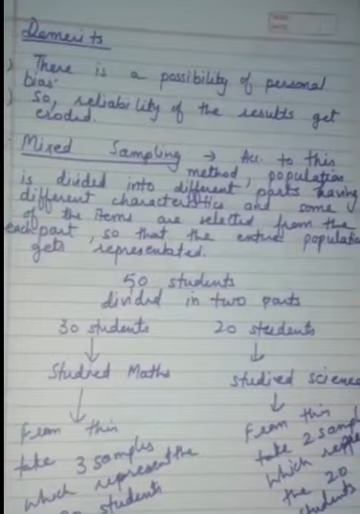 Demerits
) There is a possibility of personal
bias.
) So, reliability of the results get
eroded.
) Mixed Sampling → Acc. to this
method, population
is divided into different parts having
different characteristics and some
of the items are selected from the
each part, so that the entire population
gets represented.
50 students
divided in two parts
30 students 20 students
↓ ↓
Studied Maths studied science
↓ ↓
From this From this
take 3 samples take 2 samples
which represent the which
the 20
students students